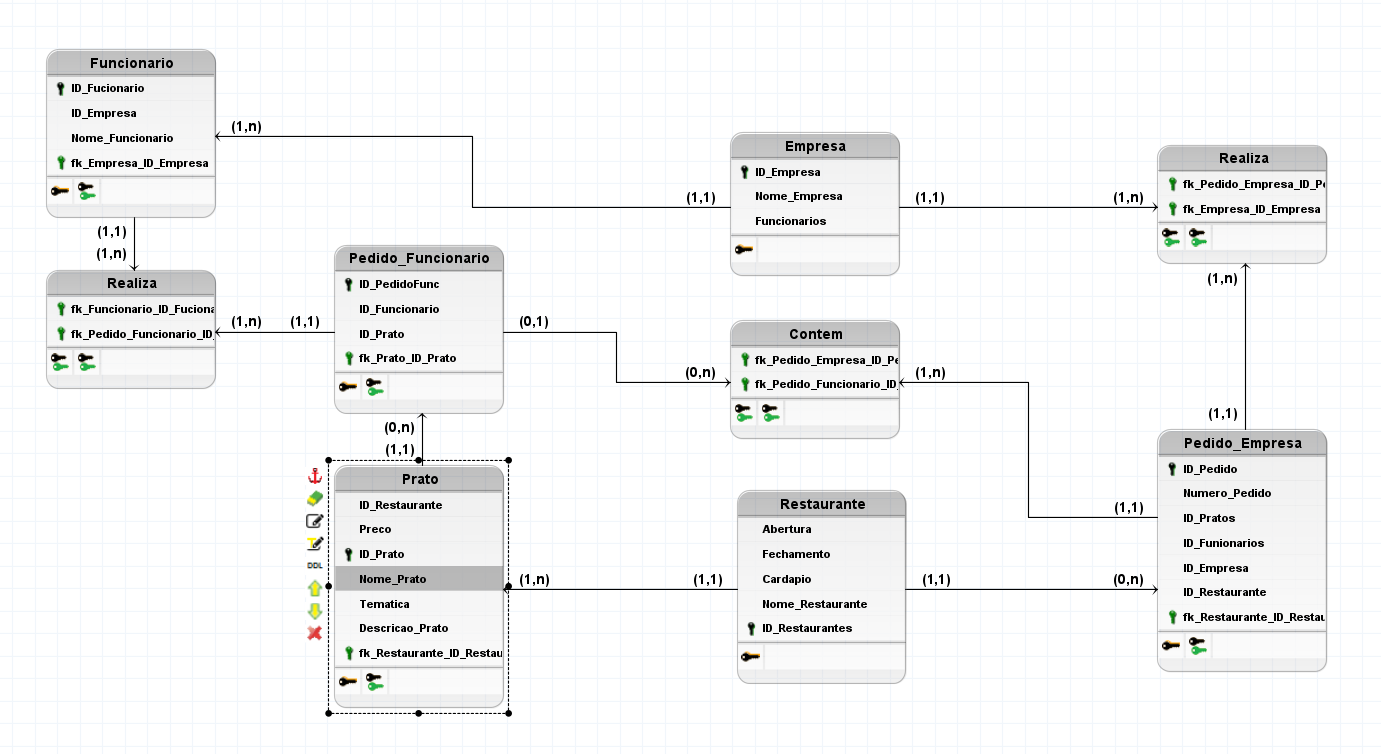 Funcionario
ID_Fucionario
ID_Empresa
Nome_Funcionario
fk_Empresa_ID_Empresa
(1,n)
(1,1)
(1,n)
Realiza
fk_Funcionario_ID_Fuciona
fk_Pedido_Funcionario_ID_
(1,n)
(1,1)
Pedido_Funcionario
ID_PedidoFunc
ID_Funcionario
ID_Prato
fk_Prato_ID_Prato
(0,1)
(0,n)
(0,n)
(1,1)
Prato
ID_Restaurante
Preco
ID_Prato
Nome_Prato
Tematica
Descricao_Prato
fk_Restaurante_ID_Restau
DDL
(1,n)
(1,1)
Empresa
ID_Empresa
Nome_Empresa
Funcionarios
(1,1)
(1,1)
(1,n)
Contem
fk_Pedido_Empresa_ID_Pe
fk_Pedido_Funcionario_ID_
(1,n)
(1,1)
Restaurante
Abertura
Fechamento
Cardapio
Nome_Restaurante
ID_Restaurantes
(1,1)
(0,n)
Realiza
fk_Pedido_Empresa_ID_Pe
fk_Empresa_ID_Empresa
(1,n)
(1,1)
Pedido_Empresa
ID_Pedido
Numero_Pedido
ID_Pratos
ID_Funionarios
ID_Empresa
ID_Restaurante
fk_Restaurante_ID_Restau